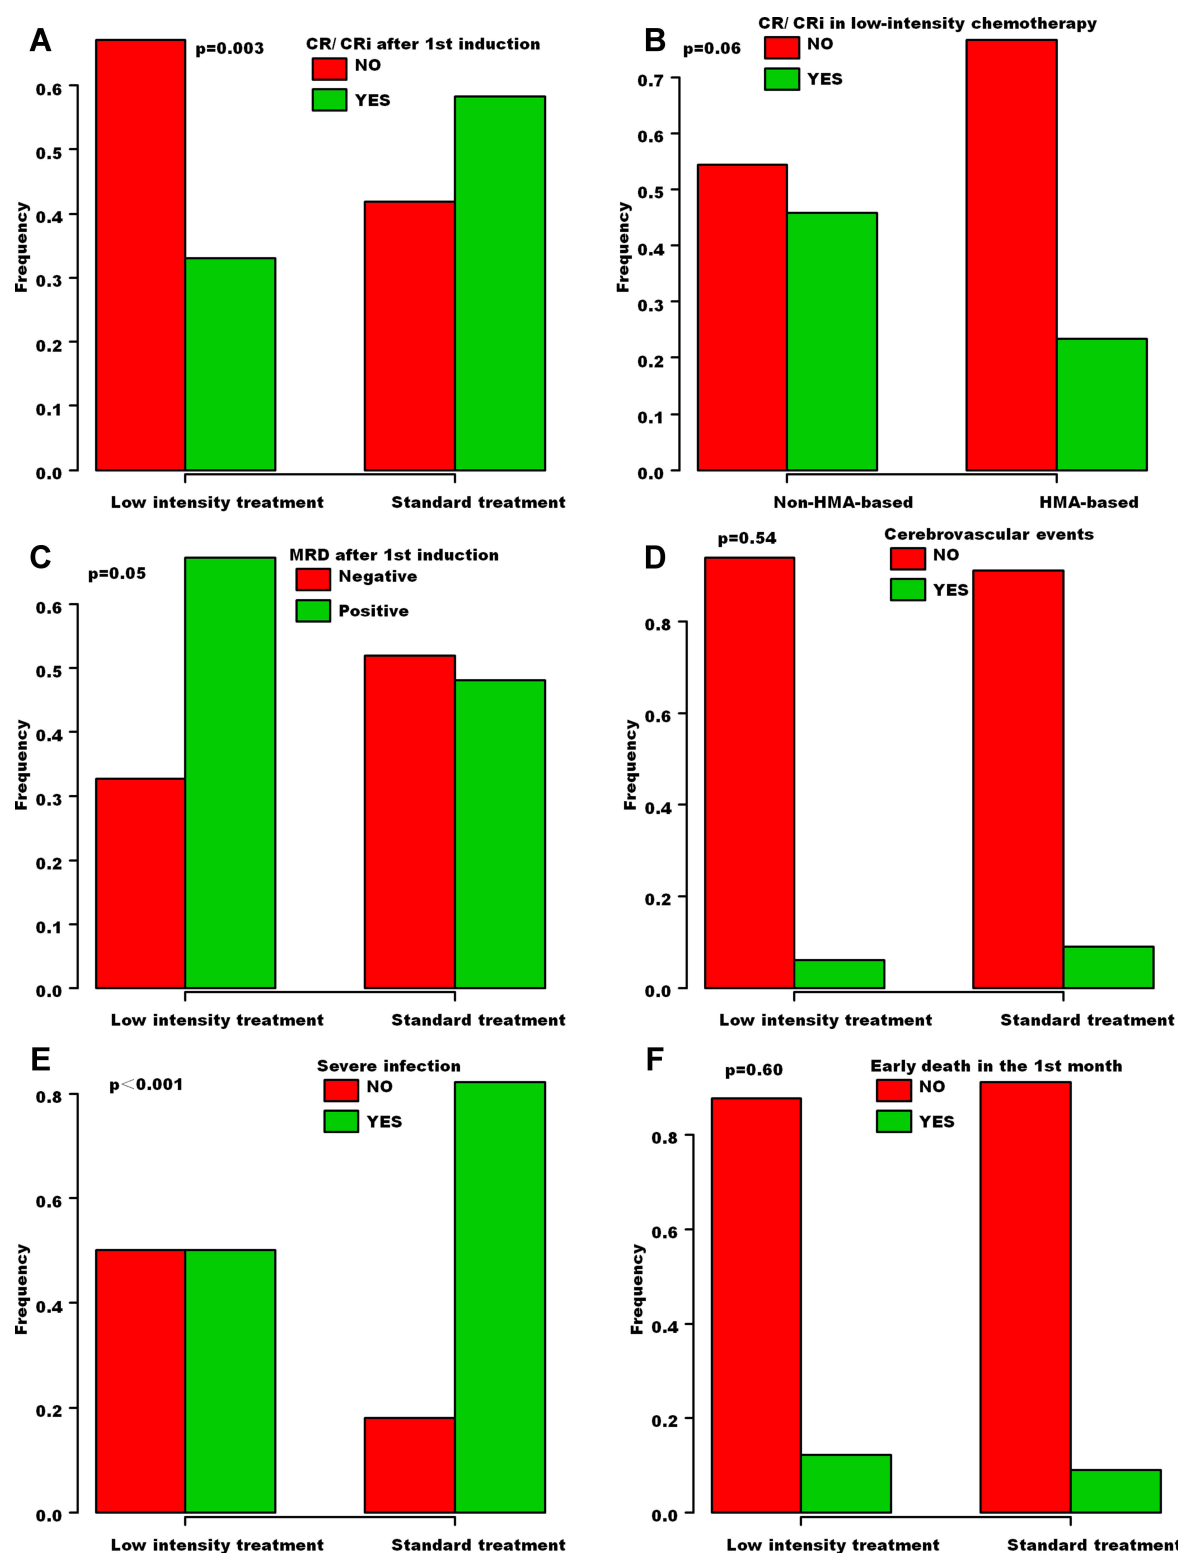 A
p=0.003
CR/ CRi after 1st induction
NO
YES
Frequency
0.6
0.5
0.4
0.3
0.2
0.1
0.0
Low intensity treatment
Standard treatment
B
p=0.06
CR/ CRi in low-intensity chemotherapy
NO
YES
Frequency
0.7
0.6
0.5
0.4
0.3
0.2
0.1
0.0
Non-HMA-based
HMA-based
C
p=0.05
MRD after 1st induction
Negative
Positive
Frequency
0.6
0.5
0.4
0.3
0.2
0.1
0.0
Low intensity treatment
Standard treatment
D
p=0.54
Cerebrovascular events
NO
YES
Frequency
0.8
0.6
0.4
0.2
0.0
Low intensity treatment
Standard treatment
E
p<0.001
Severe infection
NO
YES
Frequency
0.8
0.6
0.4
0.2
0.0
Low intensity treatment
Standard treatment
F
p=0.60
Early death in the 1st month
NO
YES
Frequency
0.8
0.6
0.4
0.2
0.0
Low intensity treatment
Standard treatment